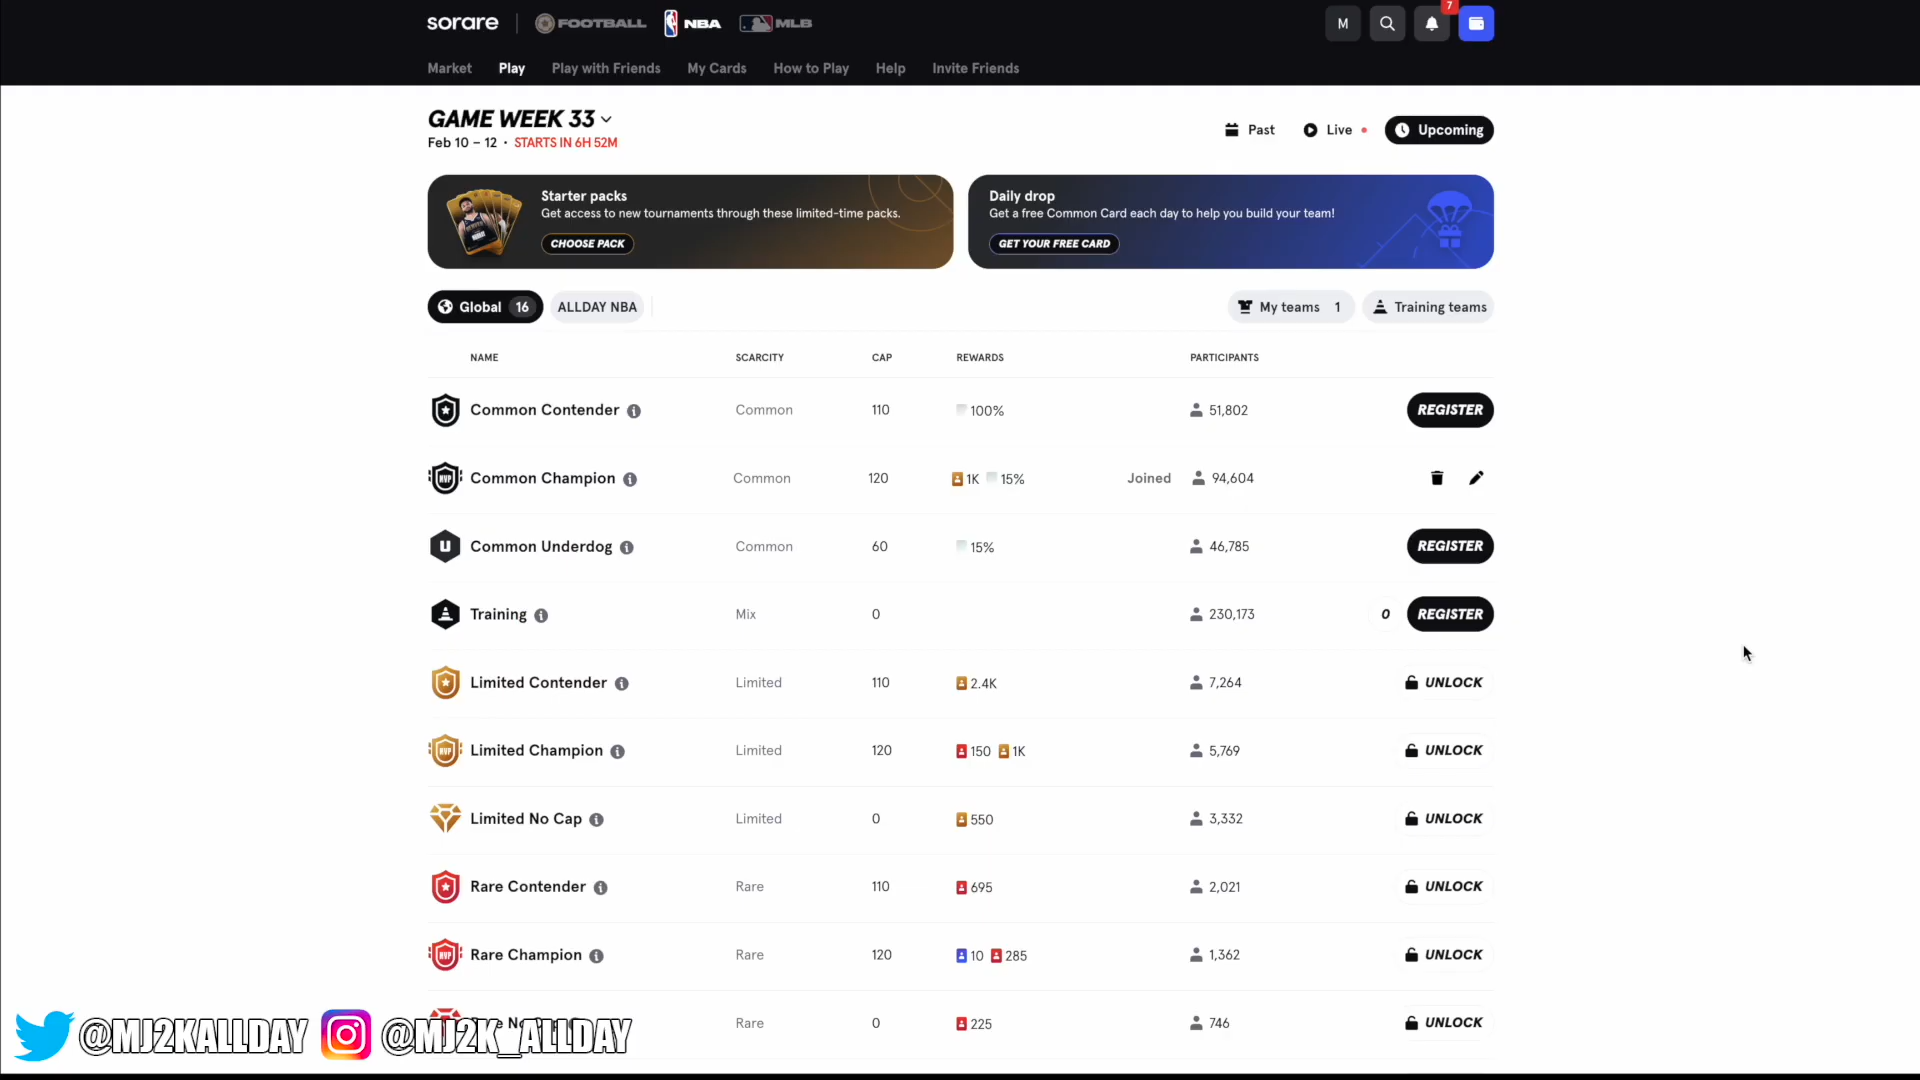 sorare FOOTBALL NBA MLB M 7
Market Play Play with Friends My Cards How to Play Help Invite Friends
GAME WEEK 33
Feb 10 – 12 • STARTS IN 6H 52M
Past Live Upcoming
Starter packs
Get access to new tournaments through these limited-time packs.
CHOOSE PACK
Daily drop
Get a free Common Card each day to help you build your team!
GET YOUR FREE CARD
Global 16 ALLDAY NBA My teams 1 Training teams
NAME SCARCITY CAP REWARDS PARTICIPANTS
Common Contender Common 110 100% 51,802 REGISTER
Common Champion Common 120 1K 15% Joined 94,604
Common Underdog Common 60 15% 46,785 REGISTER
Training Mix 0 230,173 0 REGISTER
Limited Contender Limited 110 2.4K 7,264 UNLOCK
Limited Champion Limited 120 150 1K 5,769 UNLOCK
Limited No Cap Limited 0 550 3,332 UNLOCK
Rare Contender Rare 110 695 2,021 UNLOCK
Rare Champion Rare 120 10 285 1,362 UNLOCK
Rare 0 225 746 UNLOCK
@MJ2KALLDAY @MJ2K_ALLDAY